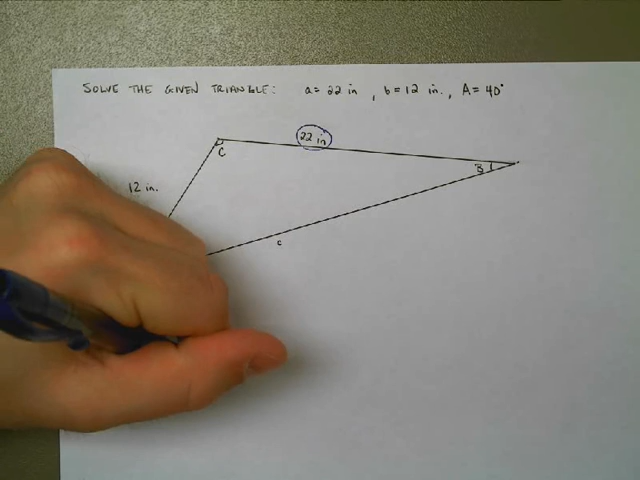 SOLVE THE GIVEN TRIANGLE: a= 22 in , b= 12 in., A= 40°
22 in
C
B
12 in.
c